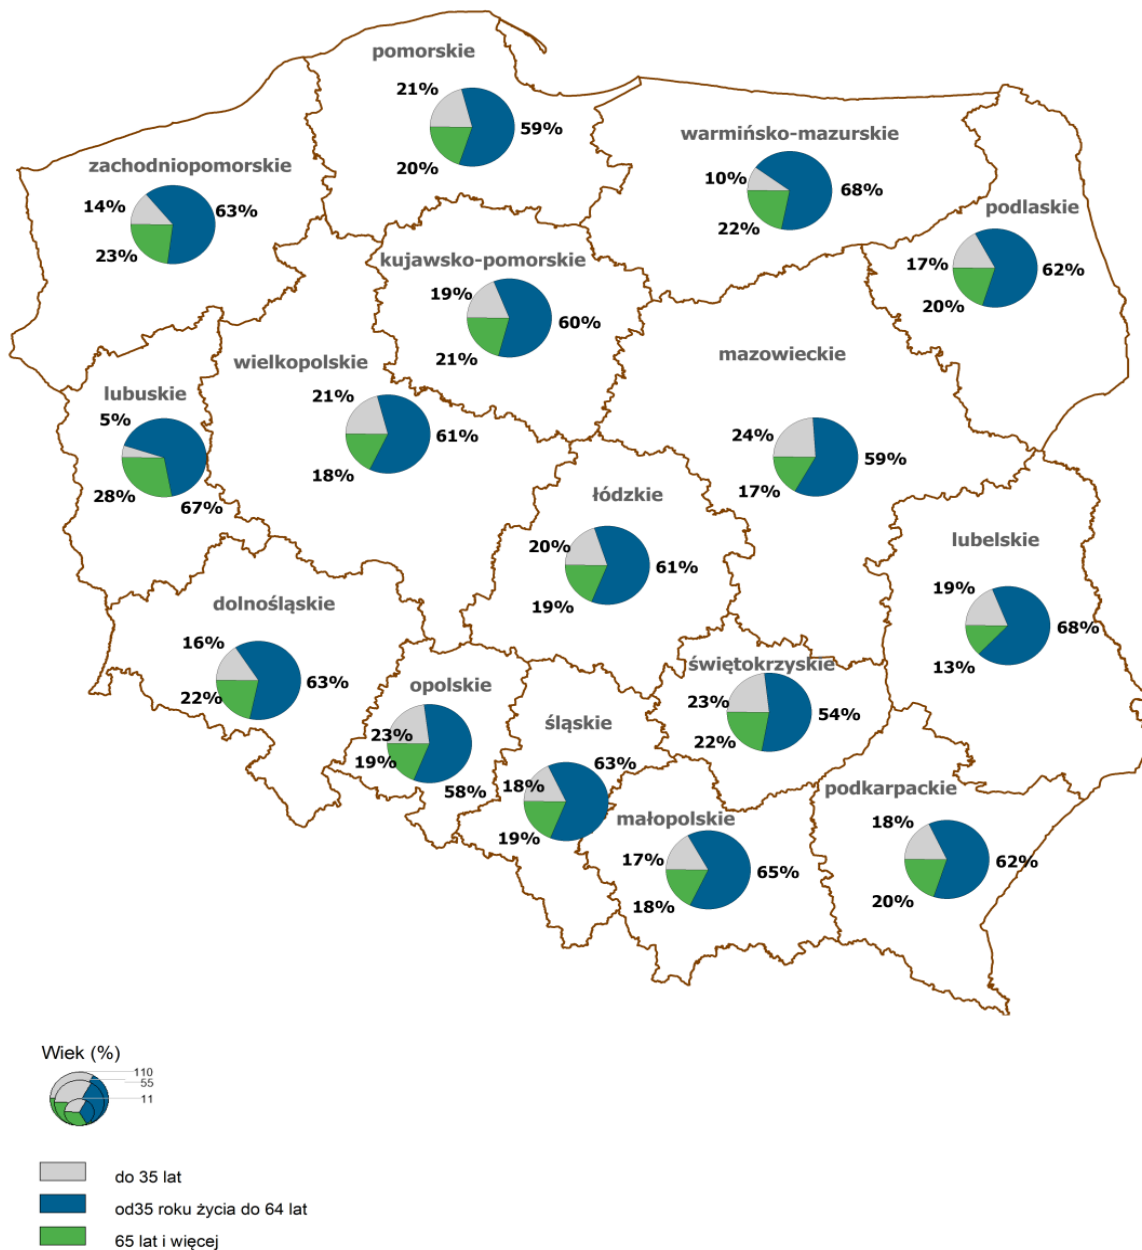 pomorskie
21%
59%
20%
warmińsko-mazurskie
10%
68%
22%
zachodniopomorskie
14%
63%
23%
podlaskie
17%
62%
20%
kujawsko-pomorskie
19%
60%
21%
mazowieckie
24%
59%
17%
wielkopolskie
21%
61%
18%
lubuskie
5%
28%
67%
łódzkie
20%
61%
19%
lubelskie
19%
68%
13%
dolnośląskie
16%
63%
22%
opolskie
23%
19%
58%
śląskie
63%
18%
19%
świętokrzyskie
23%
54%
22%
małopolskie
17%
65%
18%
podkarpackie
18%
62%
20%
Wiek (%)
110
55
11
do 35 lat
od35 roku życia do 64 lat
65 lat i więcej